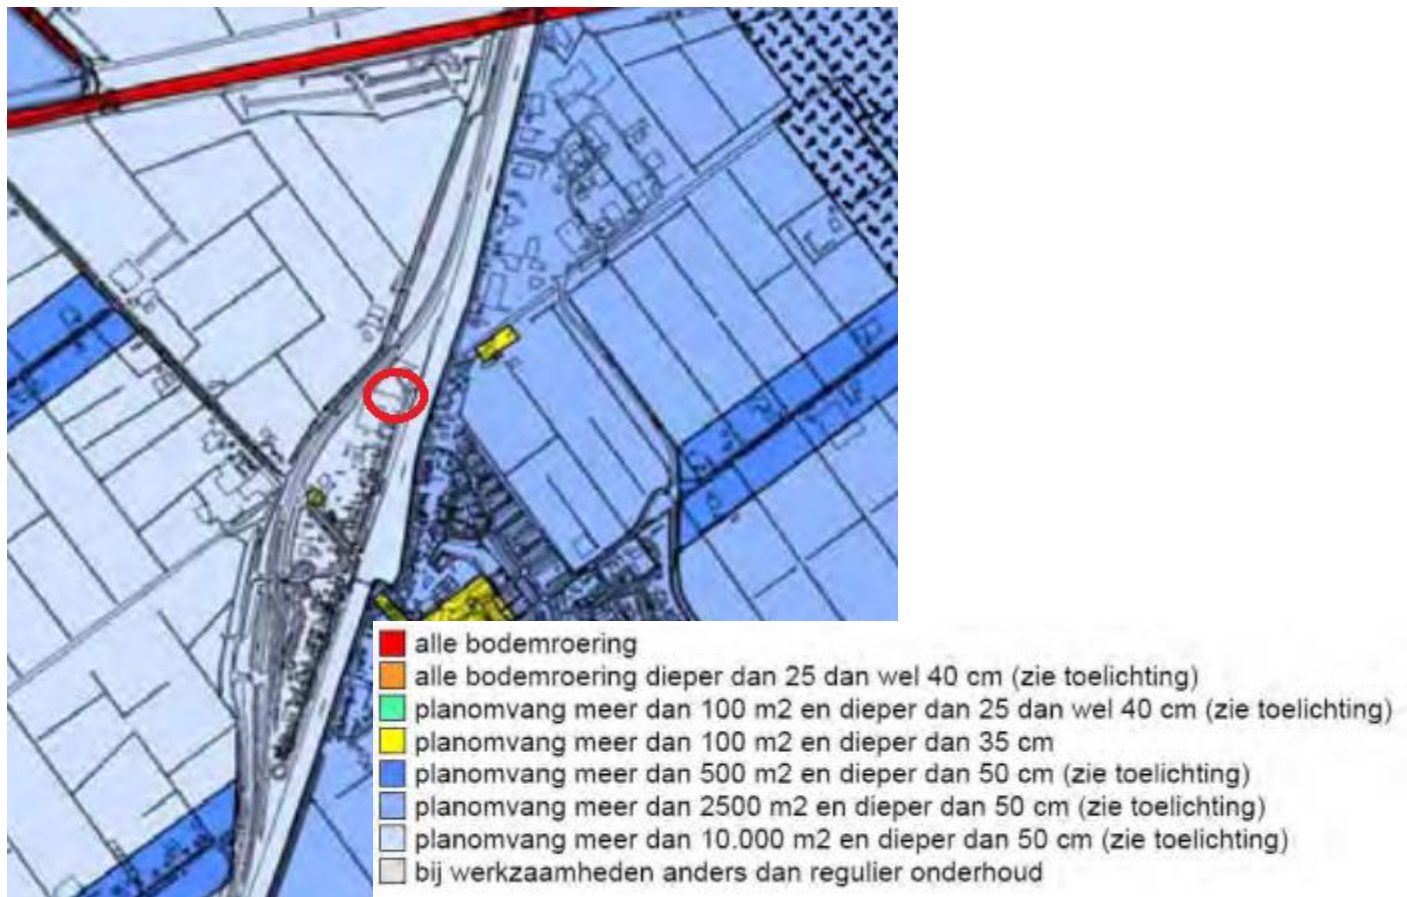 alle bodemroering
alle bodemroering dieper dan 25 dan wel 40 cm (zie toelichting)
planomvang meer dan 100 m2 en dieper dan 25 dan wel 40 cm (zie toelichting)
planomvang meer dan 100 m2 en dieper dan 35 cm
planomvang meer dan 500 m2 en dieper dan 50 cm (zie toelichting)
planomvang meer dan 2500 m2 en dieper dan 50 cm (zie toelichting)
planomvang meer dan 10.000 m2 en dieper dan 50 cm (zie toelichting)
bij werkzaamheden anders dan regulier onderhoud